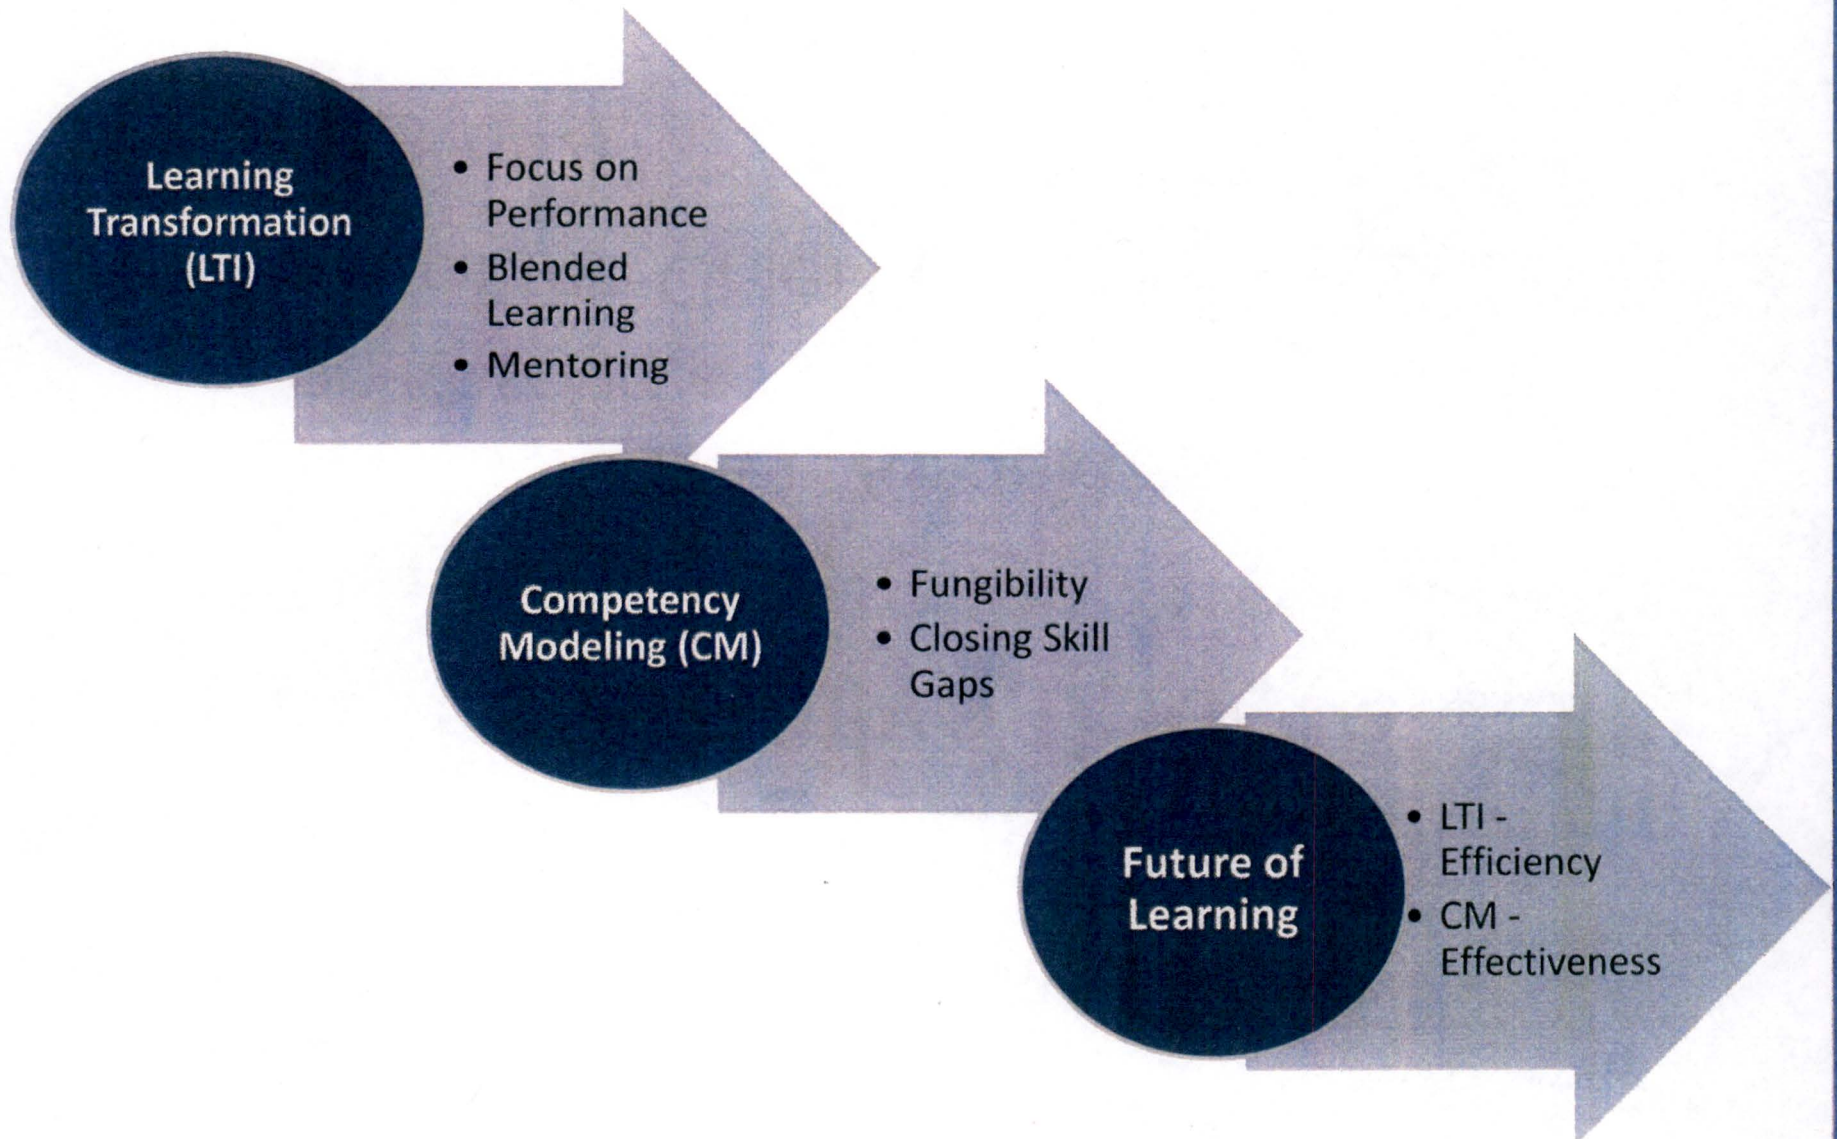 Learning
Transformation
(LTI)
• Focus on
Performance
• Blended
Learning
• Mentoring
Competency
Modeling (CM)
• Fungibility
• Closing Skill
Gaps
Future of
Learning
• LTI -
Efficiency
• CM -
Effectiveness